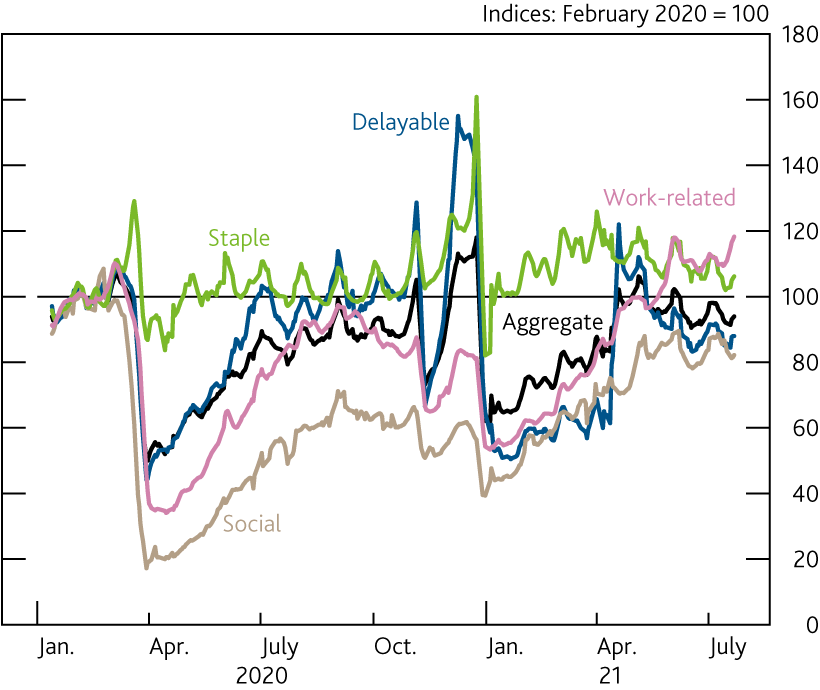 Indices: February 2020 = 100
180
160
Delayable
140
Work-related
120
Staple
100
Aggregate
80
60
40
Social
20
0
Jan. Apr. July Oct. Jan. Apr. July
2020 21